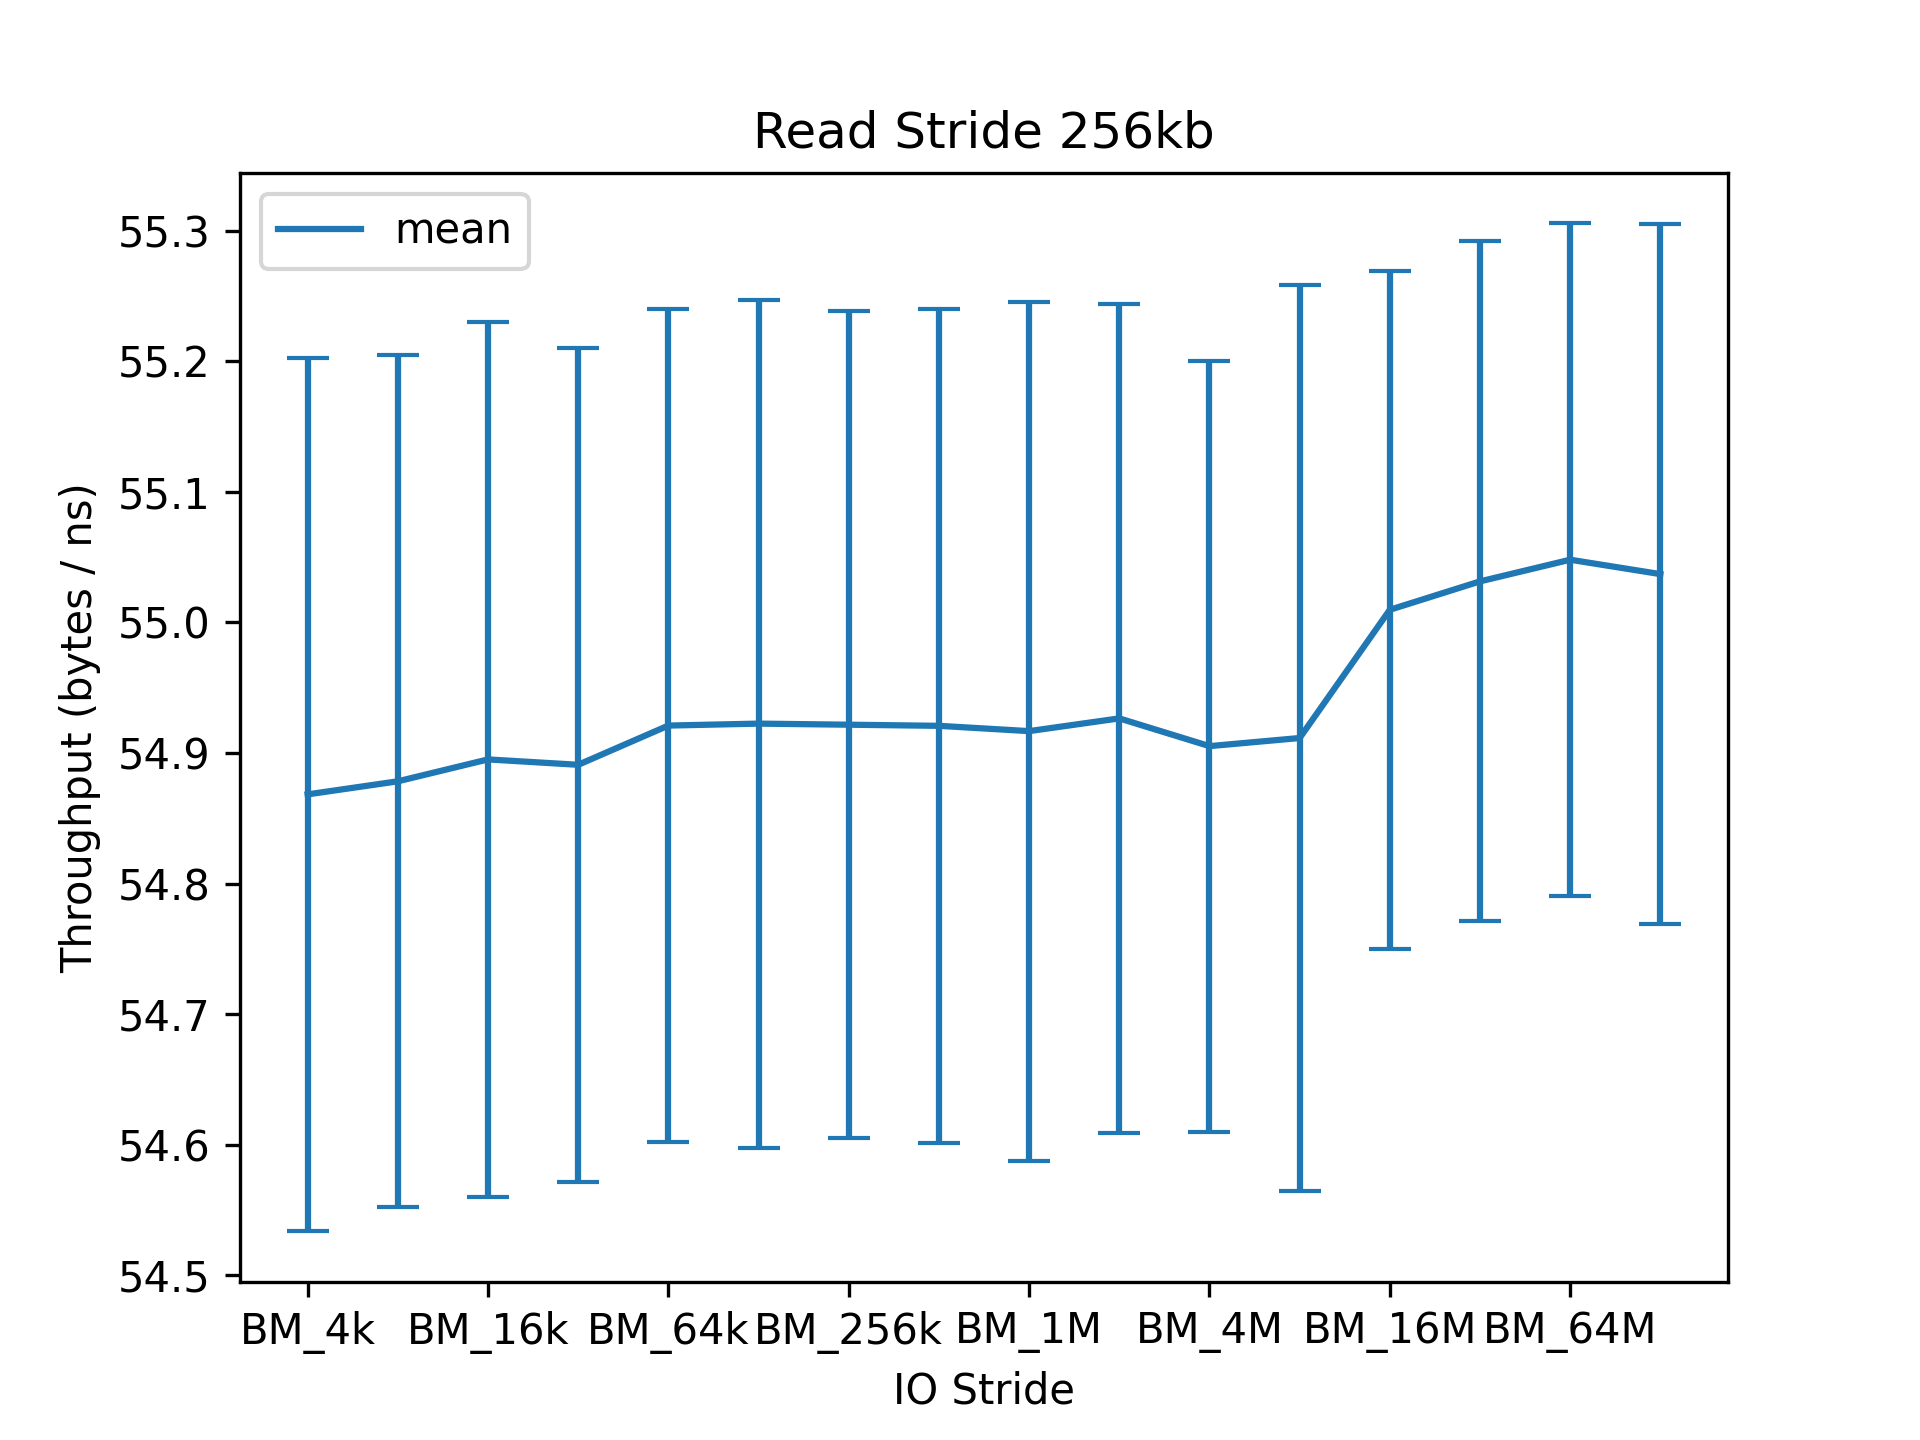 Read Stride 256kb
mean
Throughput (bytes / ns)
55.3
55.2
55.1
55.0
54.9
54.8
54.7
54.6
54.5
BM_4k BM_16k BM_64k BM_256k BM_1M BM_4M BM_16M BM_64M
IO Stride